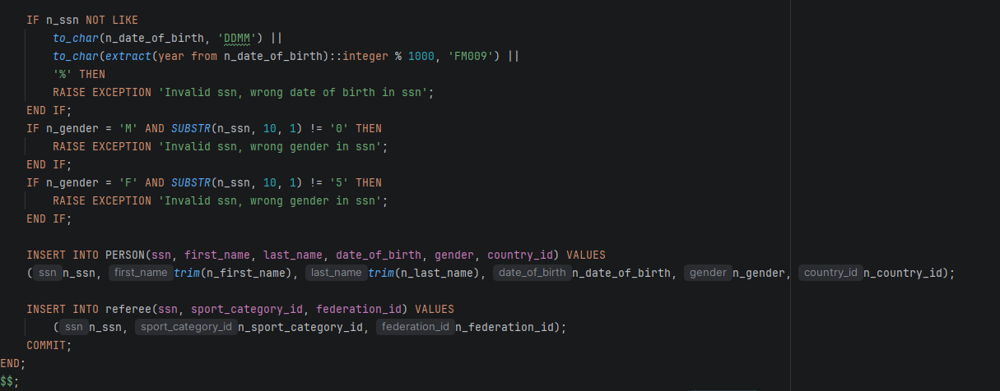 IF n_ssn NOT LIKE
to_char(n_date_of_birth, 'DDMM') ||
to_char(extract(year from n_date_of_birth)::integer % 1000, 'FM009') ||
'%' THEN
RAISE EXCEPTION 'Invalid ssn, wrong date of birth in ssn';
END IF;
IF n_gender = 'M' AND SUBSTR(n_ssn, 10, 1) != '0' THEN
RAISE EXCEPTION 'Invalid ssn, wrong gender in ssn';
END IF;
IF n_gender = 'F' AND SUBSTR(n_ssn, 10, 1) != '5' THEN
RAISE EXCEPTION 'Invalid ssn, wrong gender in ssn';
END IF;
INSERT INTO PERSON(ssn, first_name, last_name, date_of_birth, gender, country_id) VALUES
( ssn n_ssn, first_name trim(n_first_name), last_name trim(n_last_name), date_of_birth n_date_of_birth, gender n_gender, country_id n_country_id);
INSERT INTO referee(ssn, sport_category_id, federation_id) VALUES
( ssn n_ssn, sport_category_id n_sport_category_id, federation_id n_federation_id);
COMMIT;
END;
$$;